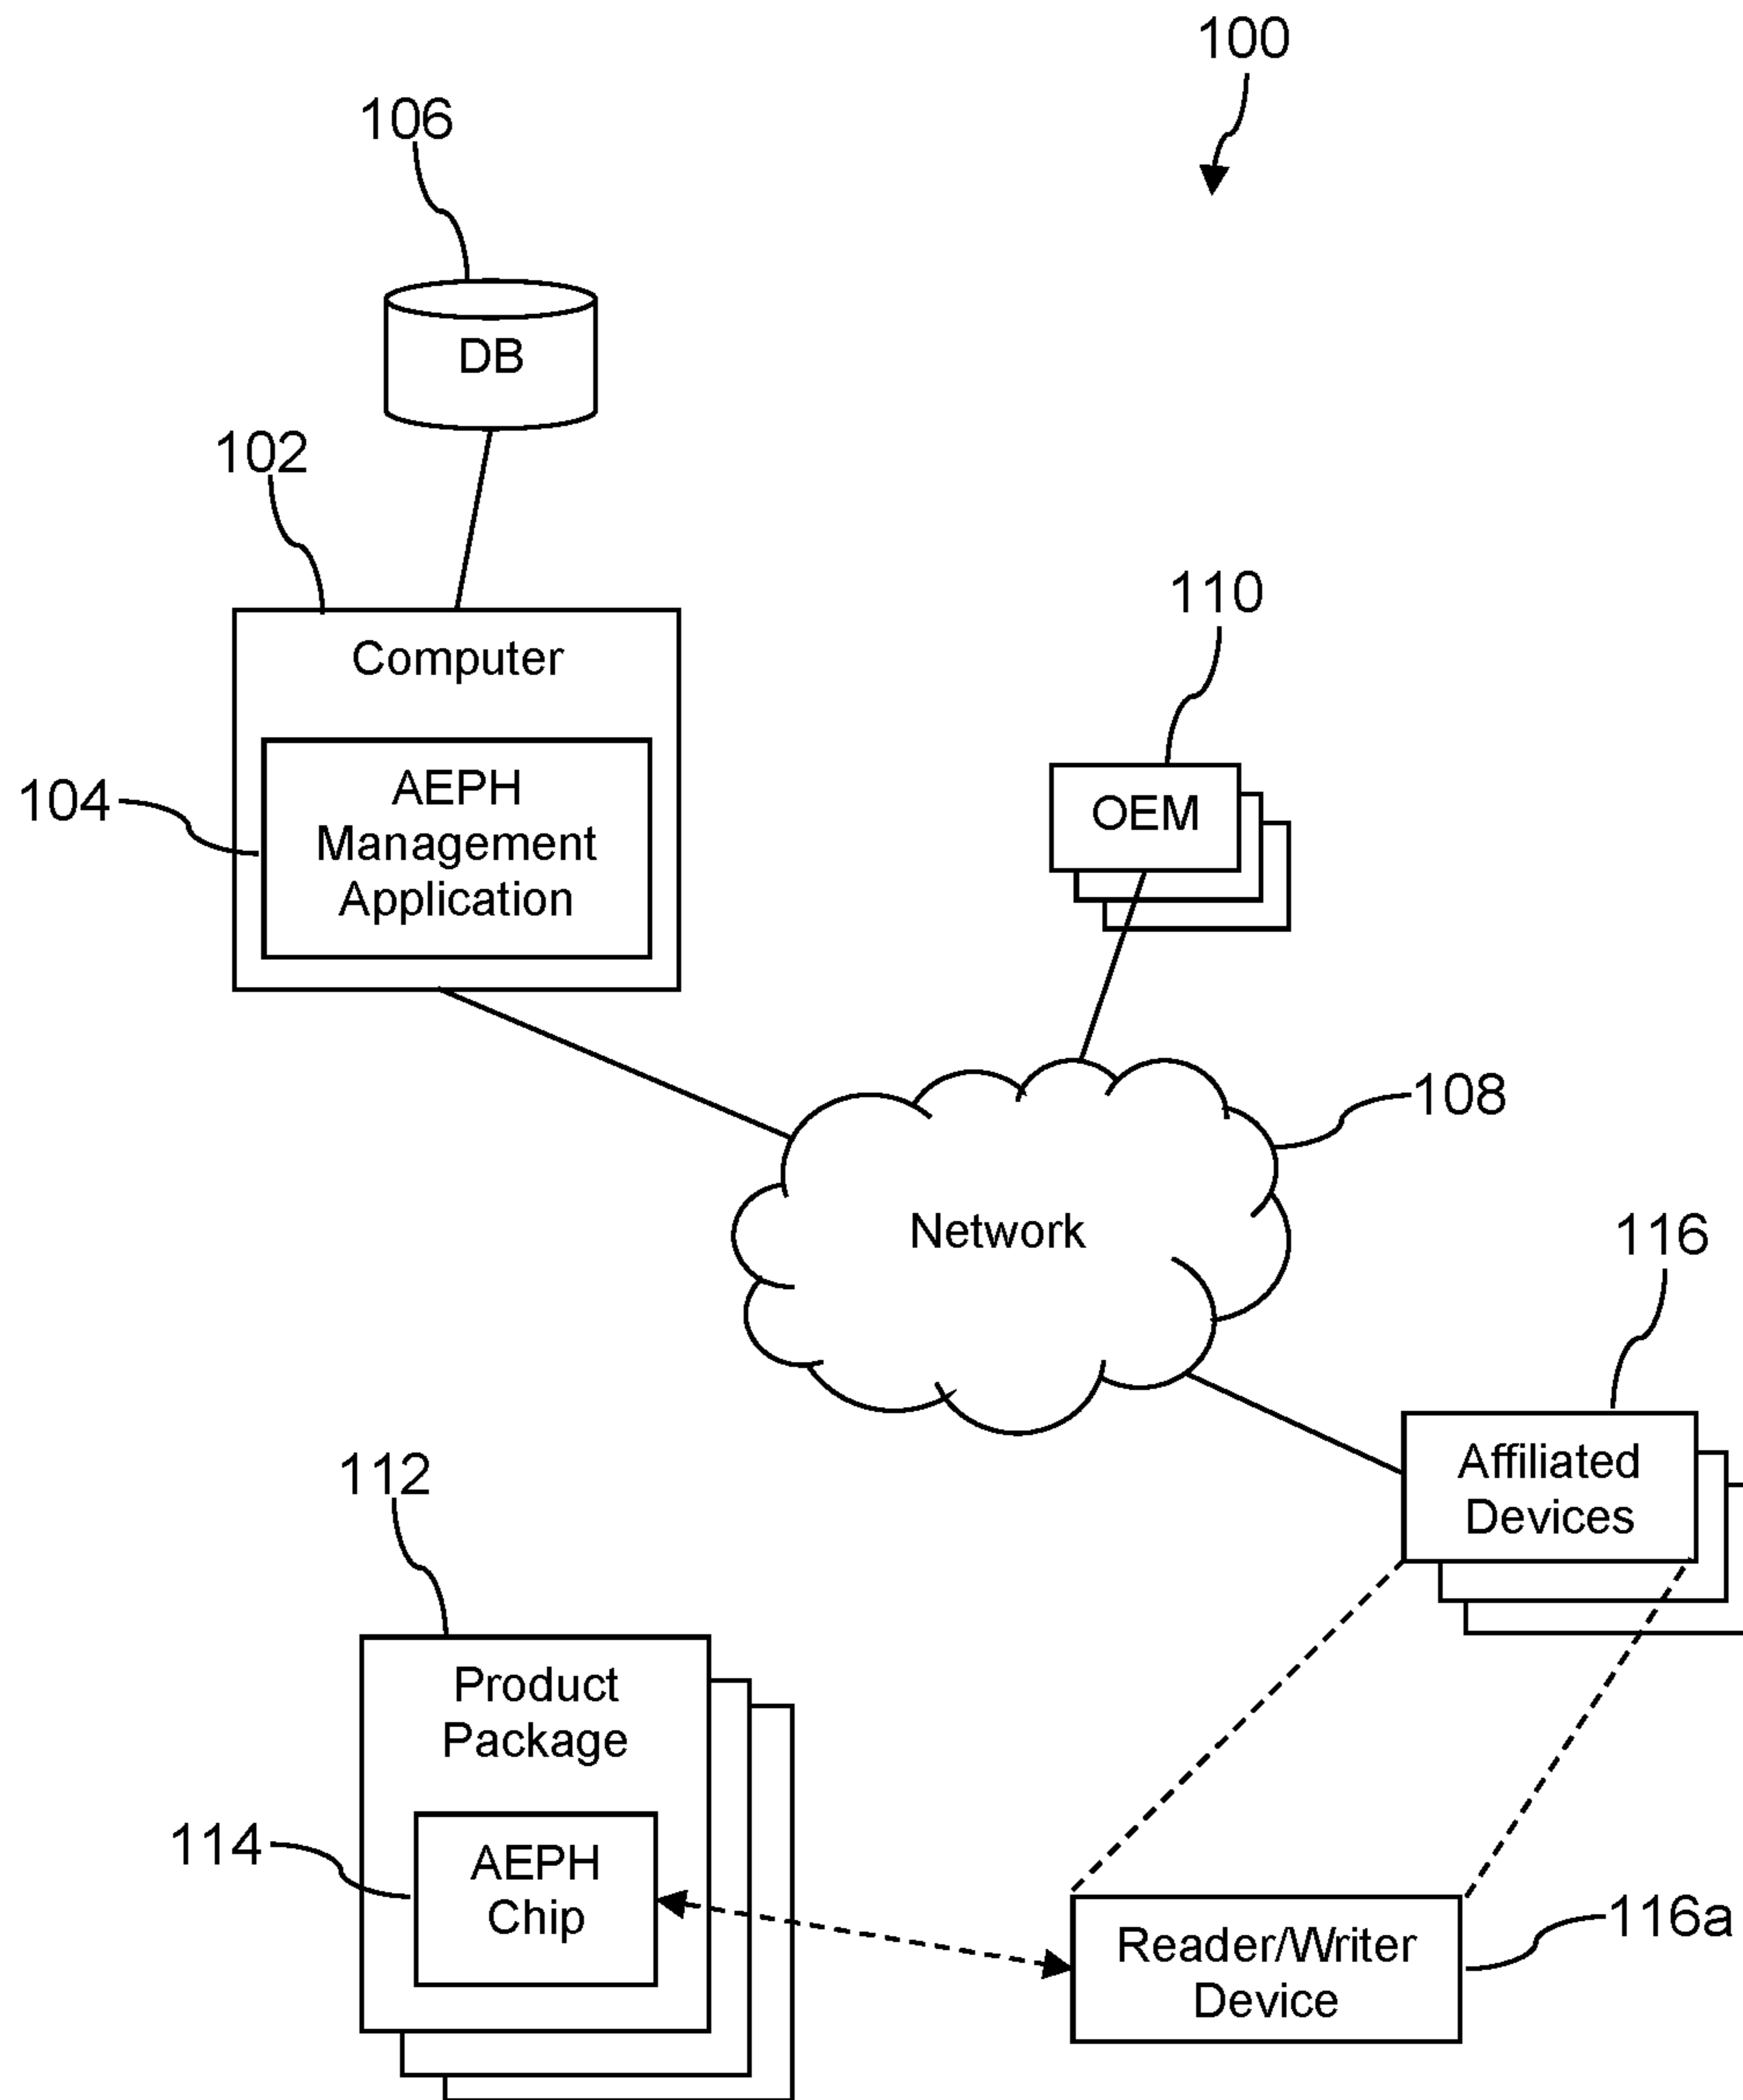 100
106
DB
102
Computer
110
104
AEPH
Management
Application
OEM
108
Network
116
Affiliated
Devices
112
Product
Package
114
AEPH
Chip
116a
Reader/Writer
Device